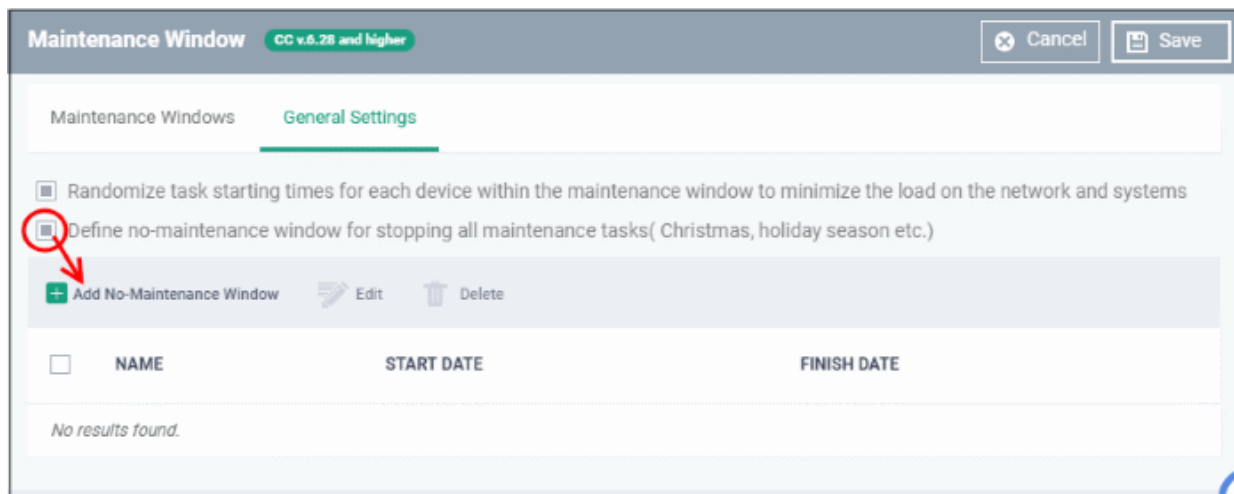 Maintenance Window CC v.6.28 and higher Cancel Save
Maintenance Windows General Settings
Randomize task starting times for each device within the maintenance window to minimize the load on the network and systems
Define no-maintenance window for stopping all maintenance tasks( Christmas, holiday season etc.)
Add No-Maintenance Window Edit Delete
NAME START DATE FINISH DATE
No results found.